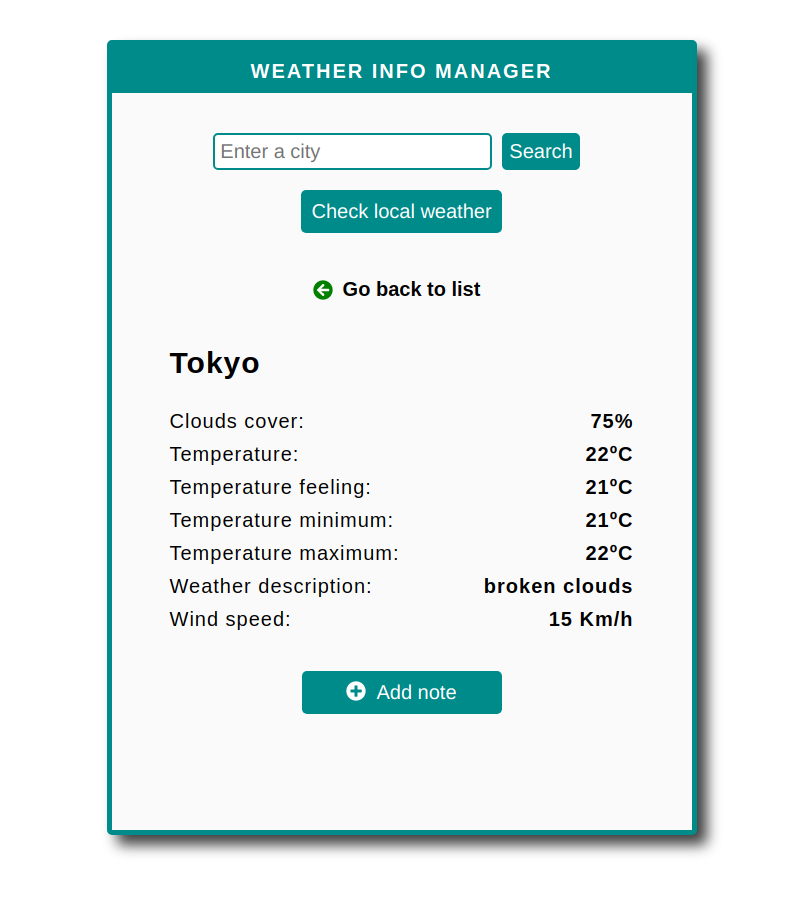 WEATHER INFO MANAGER
Enter a city Search
Check local weather
Go back to list
Tokyo
Clouds cover: 75%
Temperature: 22ºC
Temperature feeling: 21ºC
Temperature minimum: 21ºC
Temperature maximum: 22ºC
Weather description: broken clouds
Wind speed: 15 Km/h
Add note